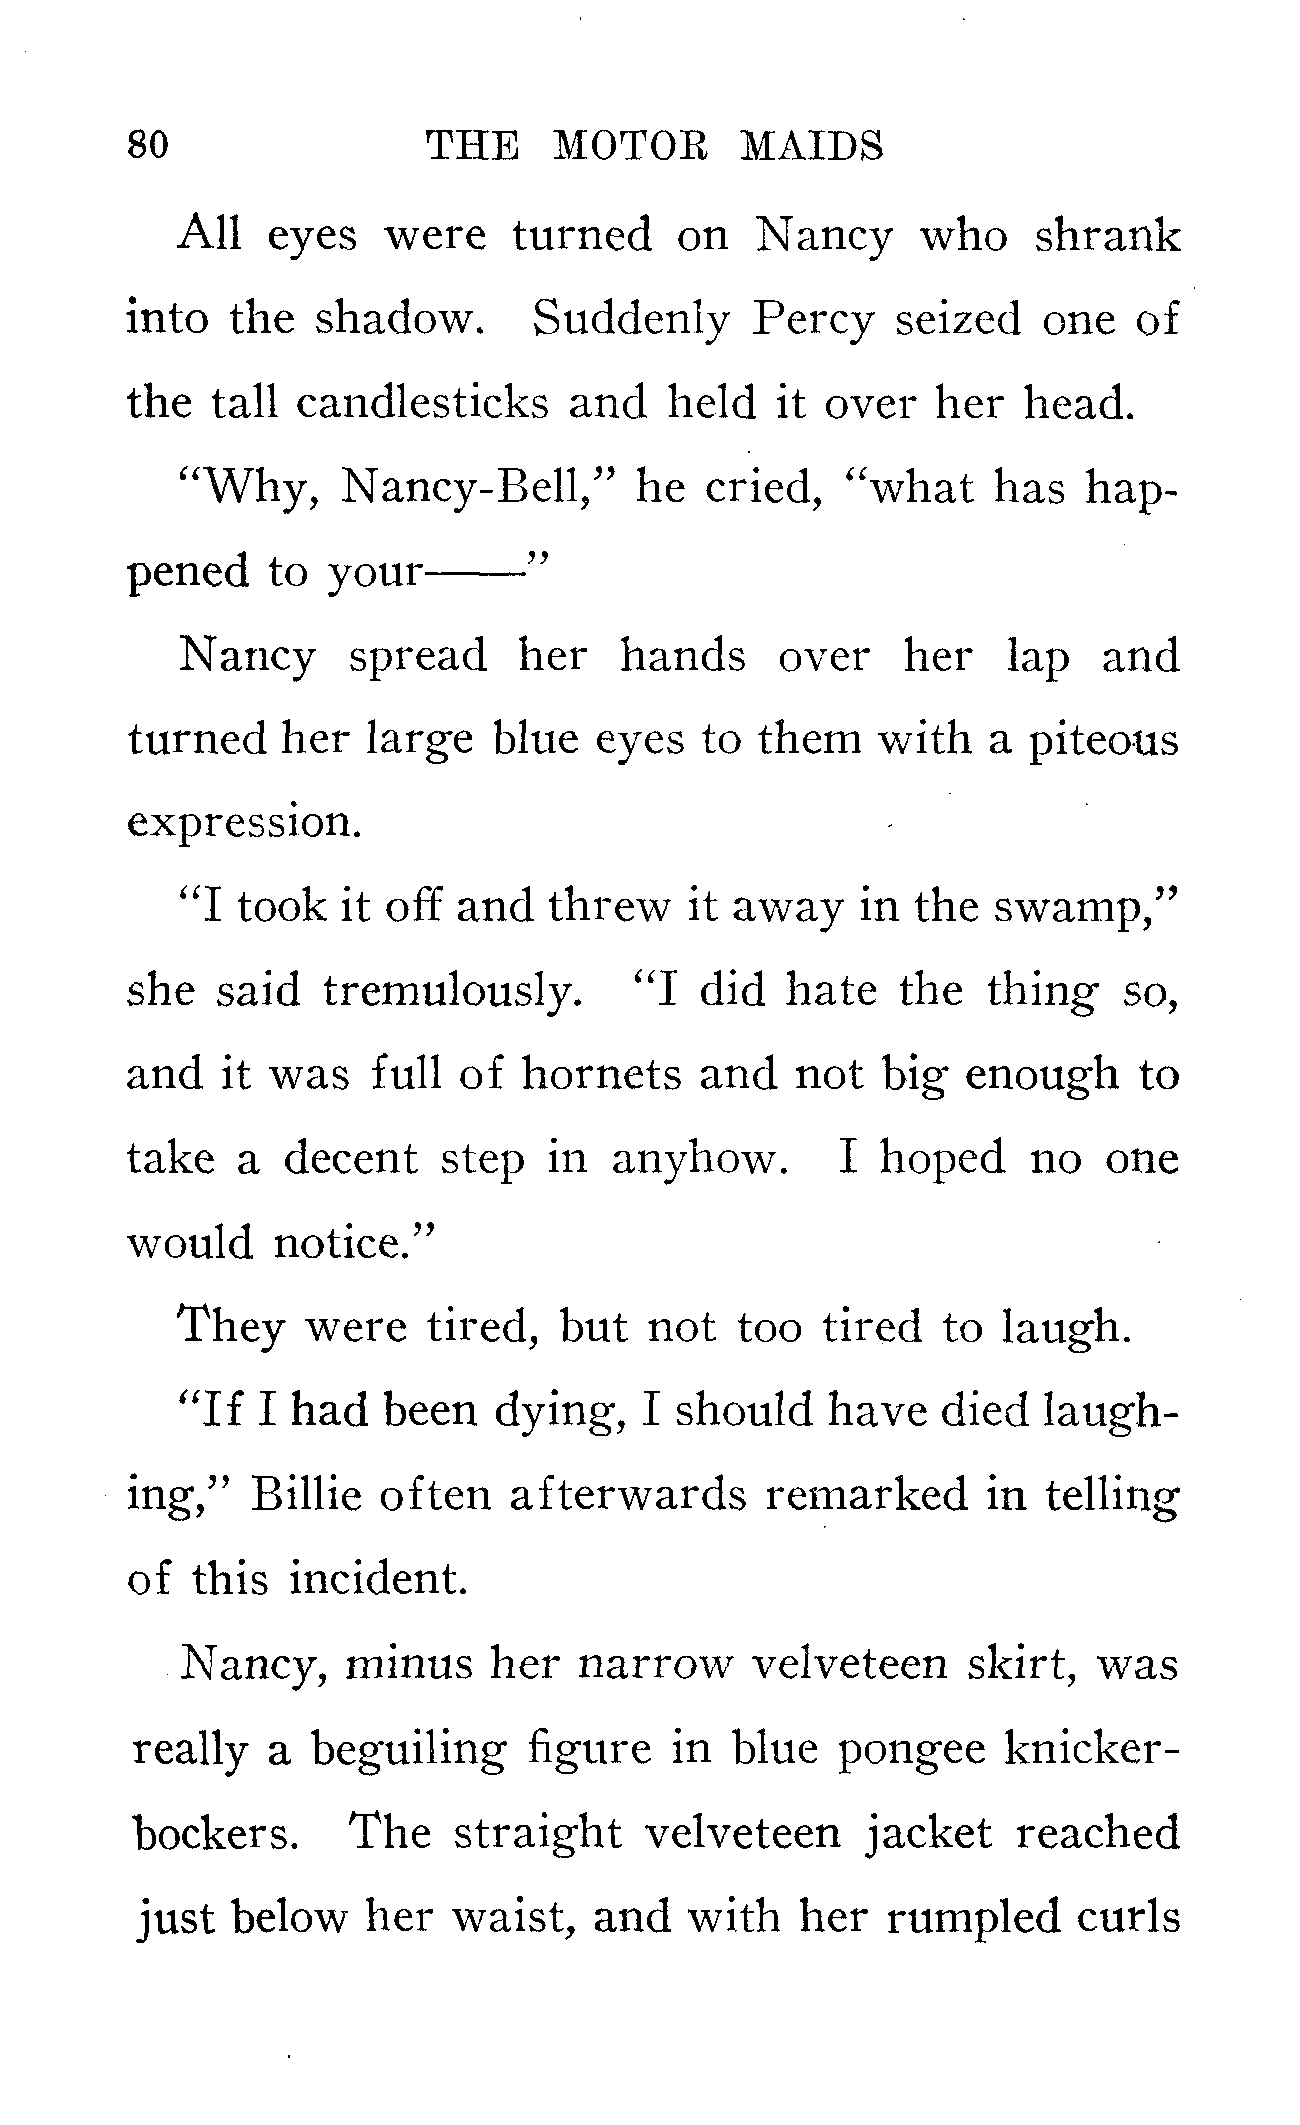 80 THE MOTOR MAIDS
All eyes were turned on Nancy who shrank
into the shadow. Suddenly Percy seized one of
the tall candlesticks and held it over her head.
“Why, Nancy-Bell,” he cried, “what has hap-
pened to your——”
Nancy spread her hands over her lap and
turned her large blue eyes to them with a piteous
expression.
“I took it off and threw it away in the swamp,”
she said tremulously. “I did hate the thing so,
and it was full of hornets and not big enough to
take a decent step in anyhow. I hoped no one
would notice.”
They were tired, but not too tired to laugh.
“If I had been dying, I should have died laugh-
ing,” Billie often afterwards remarked in telling
of this incident.
Nancy, minus her narrow velveteen skirt, was
really a beguiling figure in blue pongee knicker-
bockers. The straight velveteen jacket reached
just below her waist, and with her rumpled curls